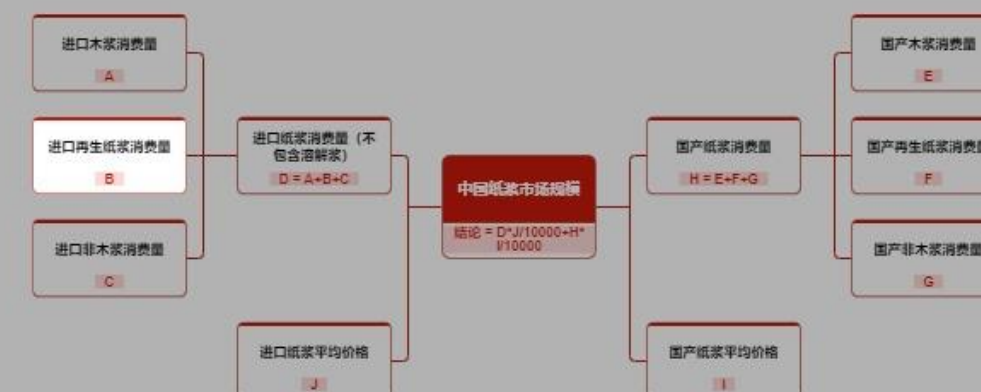 进口木浆消费量
A
进口再生纸浆消费量
B
进口非木浆消费量
C
进口纸浆消费量（不
包含溶解浆）
D = A+B+C
进口纸浆平均价格
J
中国纸浆市场规模
结论 = D*J/10000+H*
I/10000
国产纸浆消费量
H = E+F+G
国产纸浆平均价格
I
国产木浆消费量
E
国产再生纸浆消费
F
国产非木浆消费量
G